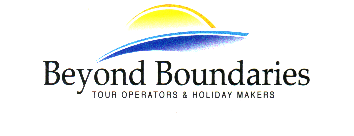 Beyond Boundaries
TOUR OPERATORS & HOLIDAY MAKERS